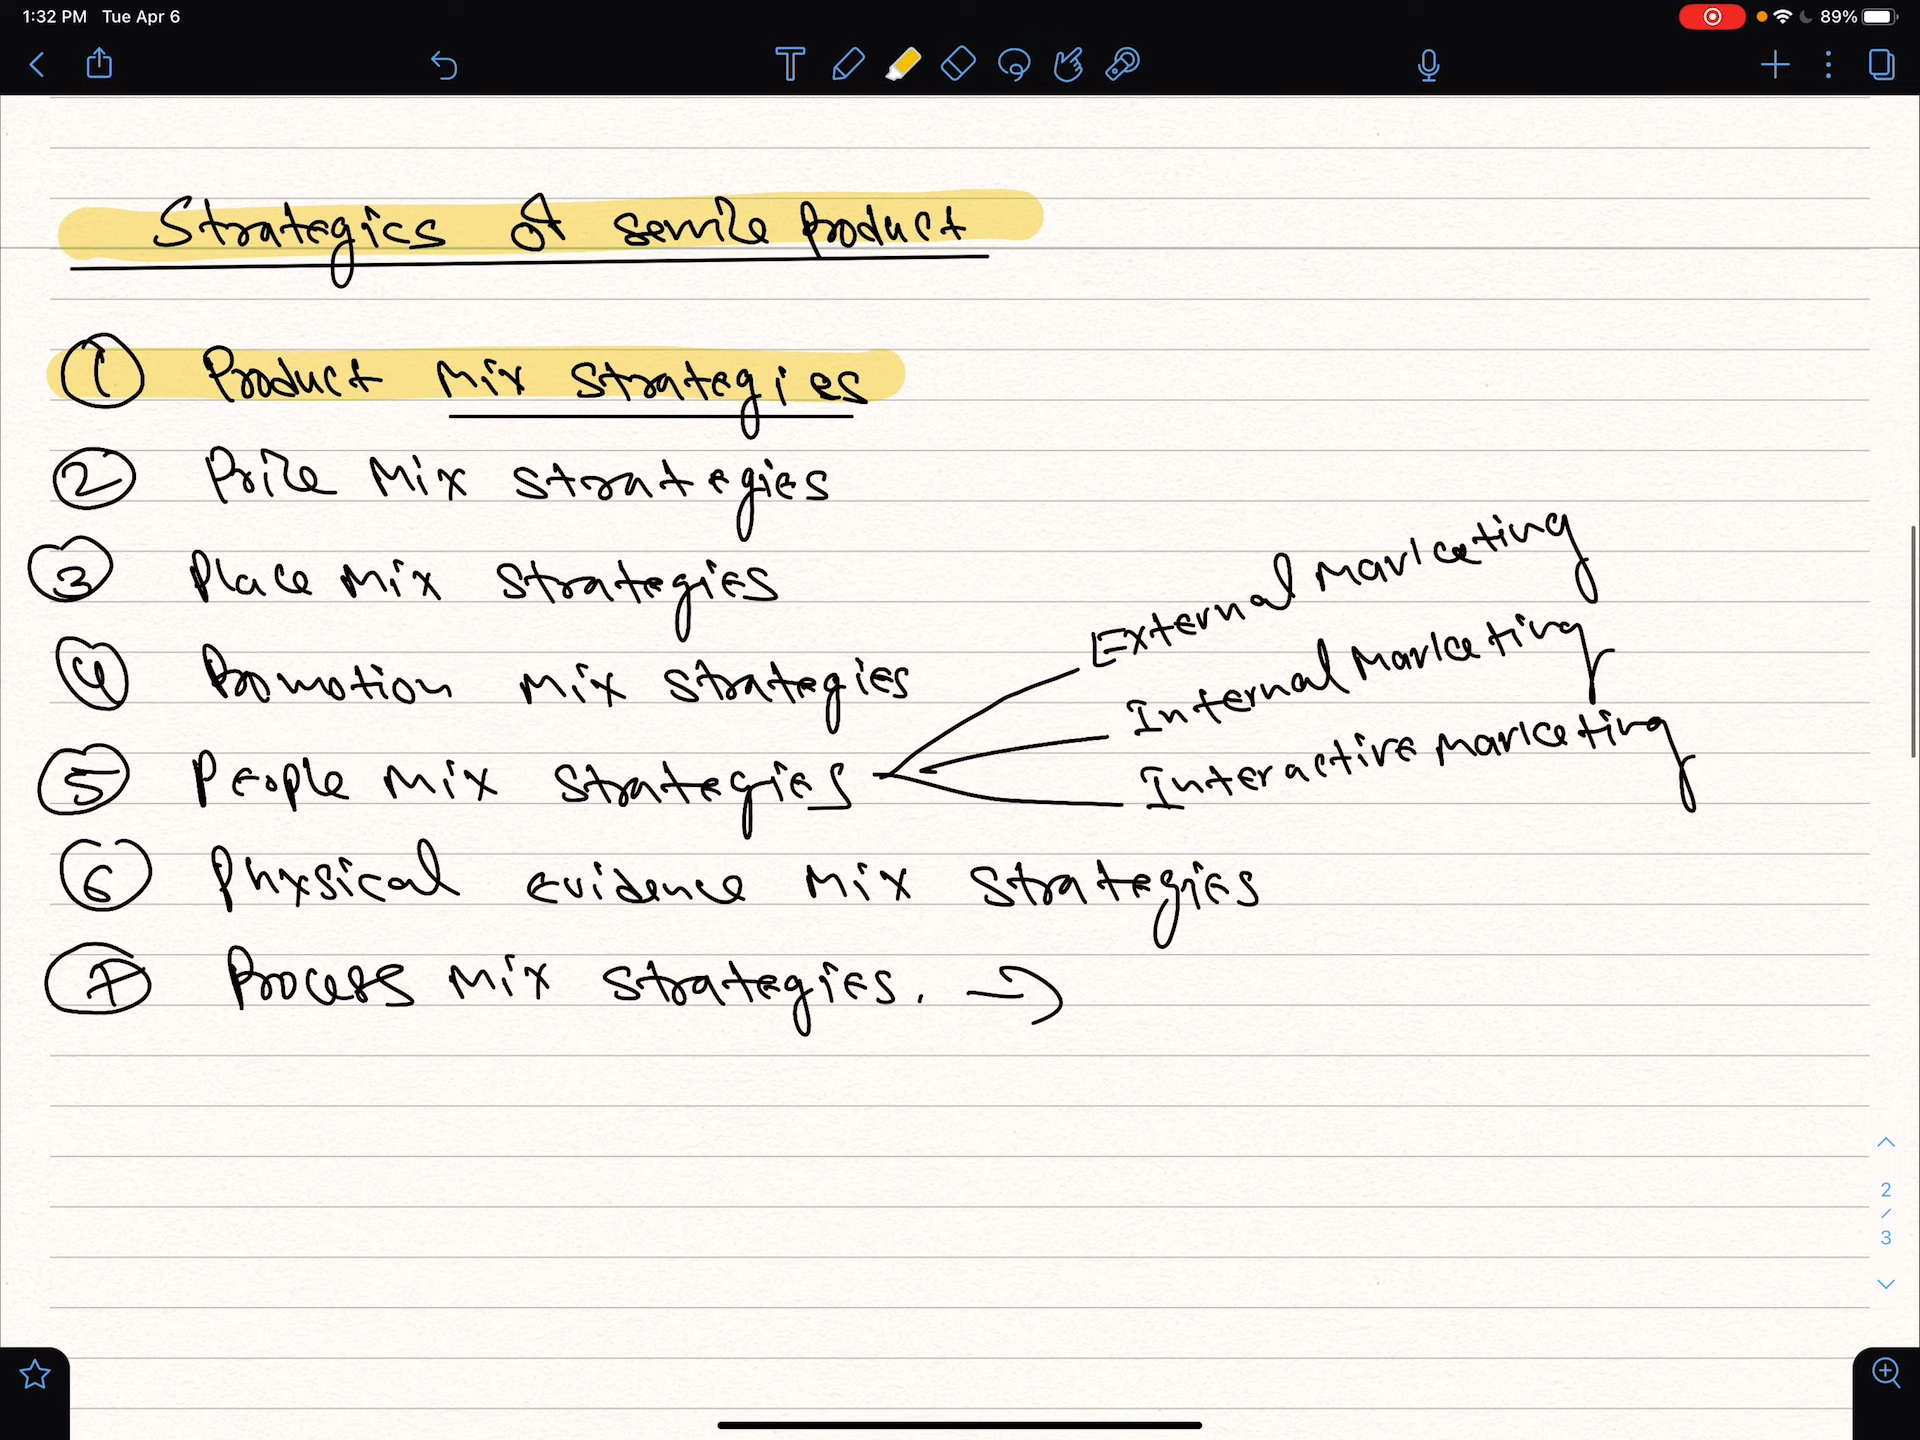 1:32 PM Tue Apr 6
89%
Strategies of service product
1 Product Mix Strategies
2 Price Mix Strategies
3 Place Mix Strategies
4 Promotion Mix Strategies
5 People Mix Strategies
External Marketing
Internal Marketing
Interactive Marketing
6 Physical Evidence Mix Strategies
7 Process Mix Strategies. →
2
/
3